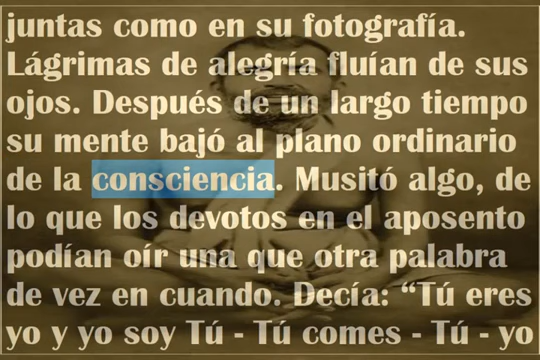 juntas como en su fotografía.
Lágrimas de alegría fluían de sus
ojos. Después de un largo tiempo
su mente bajó al plano ordinario
de la consciencia. Musitó algo, de
lo que los devotos en el aposento
podían oír una que otra palabra
de vez en cuando. Decía: “Tú eres
yo y yo soy Tú - Tú comes - Tú - yo